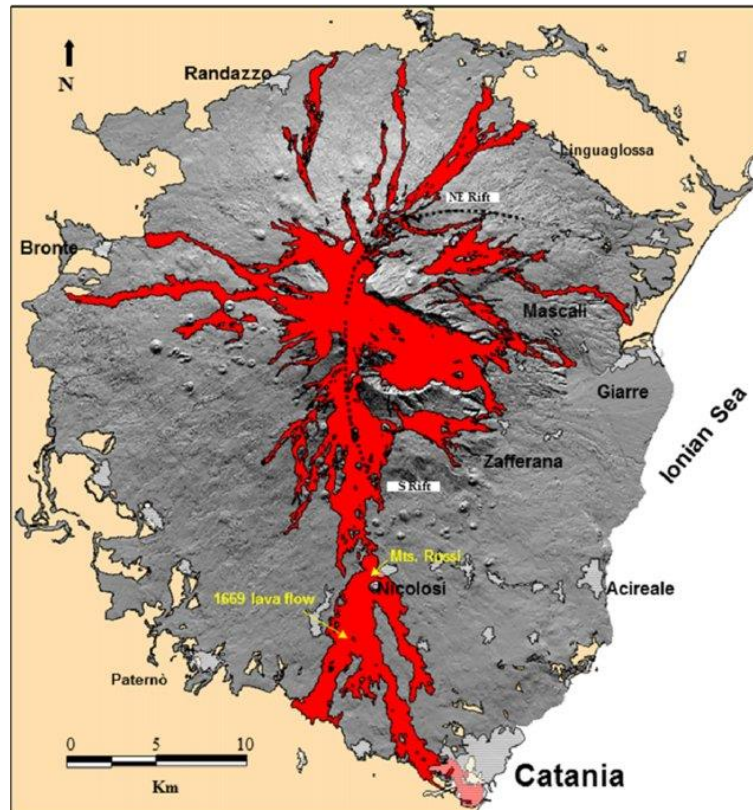 Randazzo
N
Linguaglossa
NE Rift
Bronte
Mascali
Giarre
Ionian Sea
Zafferana
S Rift
Mts. Rossi
Nicolosi
Acireale
1669 lava flow
Paternò
0 5 10
Km
Catania